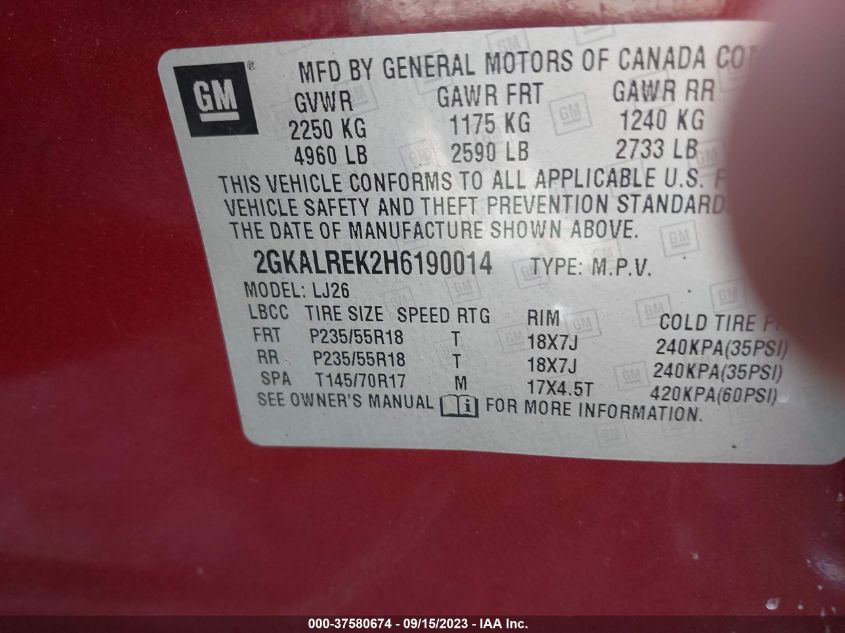 GM ® MFD BY GENERAL MOTORS OF CANADA
GVWR GAWR FRT GAWR RR
2250 KG 1175 KG 1240 KG
4960 LB 2590 LB 2733 LB
THIS VEHICLE CONFORMS TO ALL APPLICABLE U.S.
VEHICLE SAFETY AND THEFT PREVENTION STANDARD
THE DATE OF MANUFACTURE SHOWN ABOVE.
2GKALREK2H6190014 TYPE: M.P.V.
MODEL: LJ26
LBCC TIRE SIZE SPEED RTG RIM COLD TIRE
FRT P235/55R18 T 18X7J 240KPA(35PSI)
RR P235/55R18 T 18X7J 240KPA(35PSI)
SPA T145/70R17 M 17X4.5T 420KPA(60PSI)
SEE OWNER'S MANUAL i FOR MORE INFORMATION.
000-37580674 - 09/15/2023 - IAA Inc.